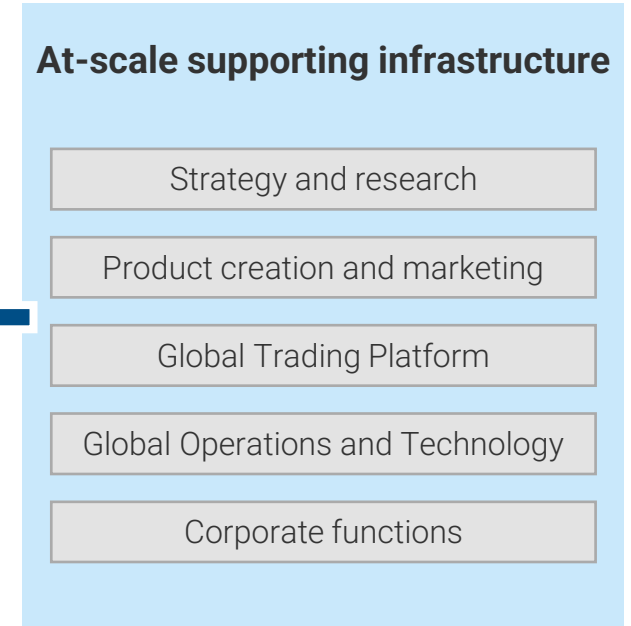 At-scale supporting infrastructure
Strategy and research
Product creation and marketing
Global Trading Platform
Global Operations and Technology
Corporate functions